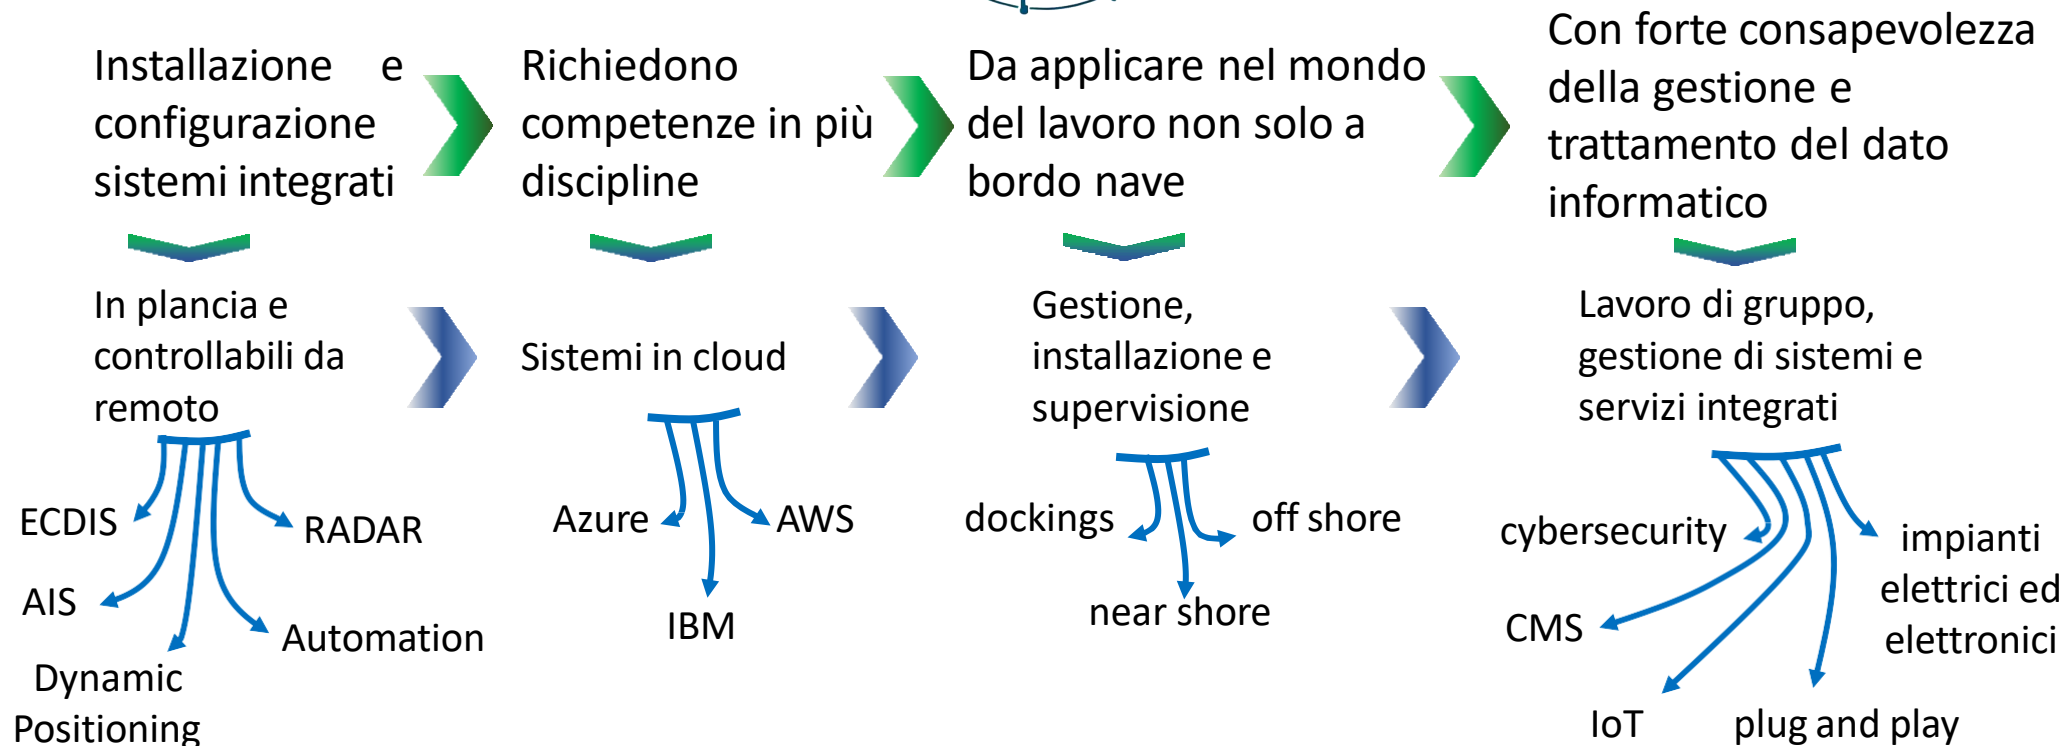 Installazione e
configurazione
sistemi integrati
Richiedono
competenze in più
discipline
Da applicare nel mondo
del lavoro non solo a
bordo nave
Con forte consapevolezza
della gestione e
trattamento del dato
informatico
In plancia e
controllabili da
remoto
Sistemi in cloud
Gestione,
installazione e
supervisione
Lavoro di gruppo,
gestione di sistemi e
servizi integrati
ECDIS
RADAR
AIS
Automation
Dynamic
Positioning
Azure
AWS
IBM
dockings
off shore
near shore
cybersecurity
impianti
elettrici ed
elettronici
CMS
IoT
plug and play